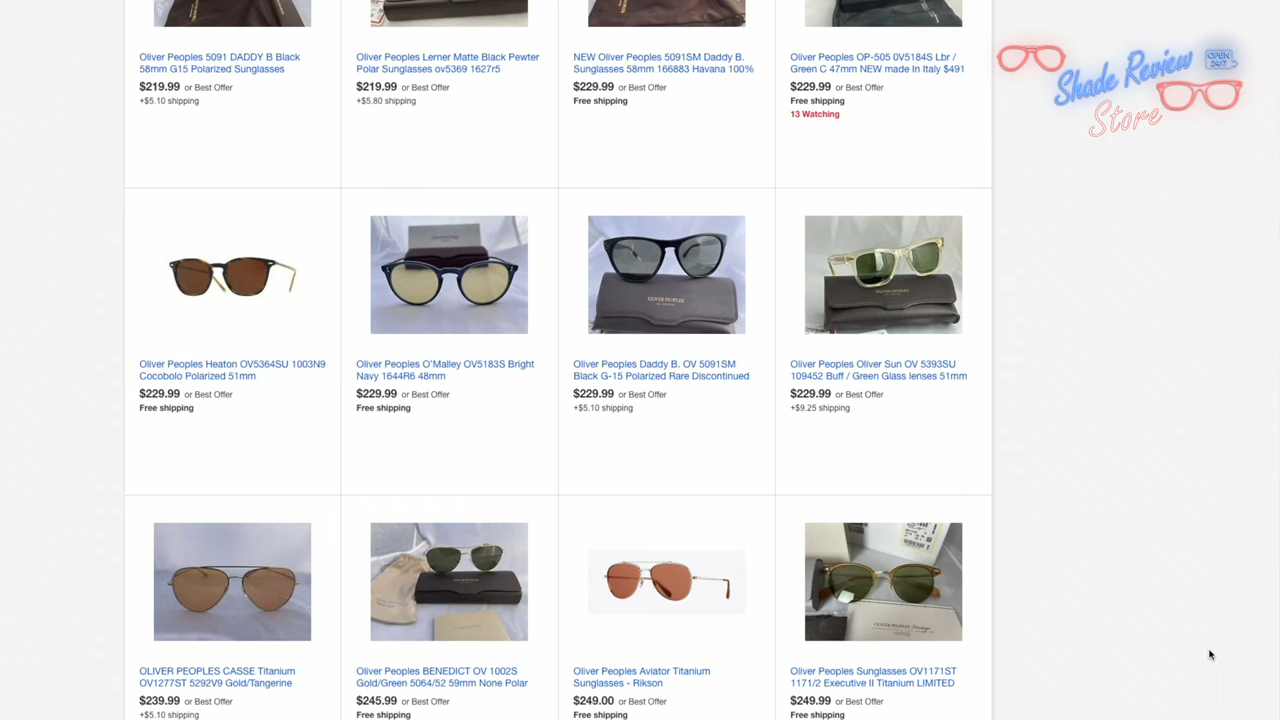 Oliver Peoples 5091 DADDY B Black
58mm G15 Polarized Sunglasses
$219.99 or Best Offer
+$5.10 shipping
Oliver Peoples Lerner Matte Black Pewter
Polar Sunglasses ov5369 1627r5
$219.99 or Best Offer
+$5.80 shipping
NEW Oliver Peoples 5091SM Daddy B.
Sunglasses 58mm 166883 Havana 100%
$229.99 or Best Offer
Free shipping
Oliver Peoples OP-505 0V5184S Lbr /
Green C 47mm NEW made In Italy $491
$229.99 or Best Offer
Free shipping
13 Watching
Shade Review
OPEN
24/7
Store
OLIVER PEOPLES
OLIVER PEOPLES
Oliver Peoples Heaton OV5364SU 1003N9
Cocobolo Polarized 51mm
$229.99 or Best Offer
Free shipping
Oliver Peoples O'Malley OV5183S Bright
Navy 1644R6 48mm
$229.99 or Best Offer
Free shipping
Oliver Peoples Daddy B. OV 5091SM
Black G-15 Polarized Rare Discontinued
$229.99 or Best Offer
+$5.10 shipping
Oliver Peoples Oliver Sun OV 5393SU
109452 Buff / Green Glass lenses 51mm
$229.99 or Best Offer
+$9.25 shipping
OLIVER PEOPLES CASSE Titanium
OV1277ST 5292V9 Gold/Tangerine
$239.99 or Best Offer
+$5.10 shipping
Oliver Peoples BENEDICT OV 1002S
Gold/Green 5064/52 59mm None Polar
$245.99 or Best Offer
Free shipping
Oliver Peoples Aviator Titanium
Sunglasses - Rikson
$249.00 or Best Offer
Free shipping
Oliver Peoples Sunglasses OV1171ST
1171/2 Executive II Titanium LIMITED
$249.99 or Best Offer
Free shipping